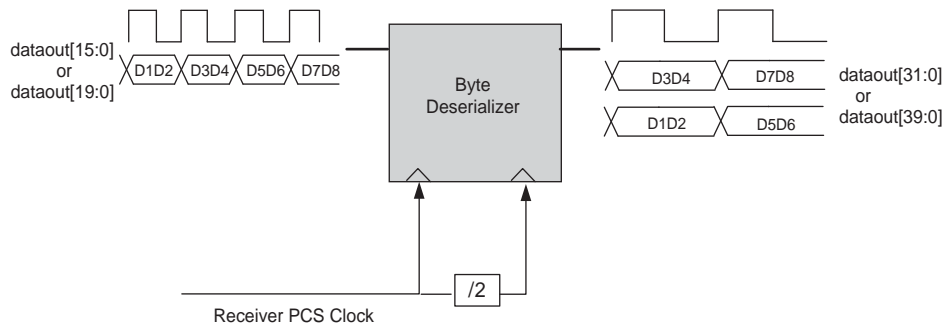 dataout[15:0]
or
dataout[19:0]
D1D2 D3D4 D5D6 D7D8
Byte
Deserializer
D3D4 D7D8
D1D2 D5D6
dataout[31:0]
or
dataout[39:0]
/2
Receiver PCS Clock